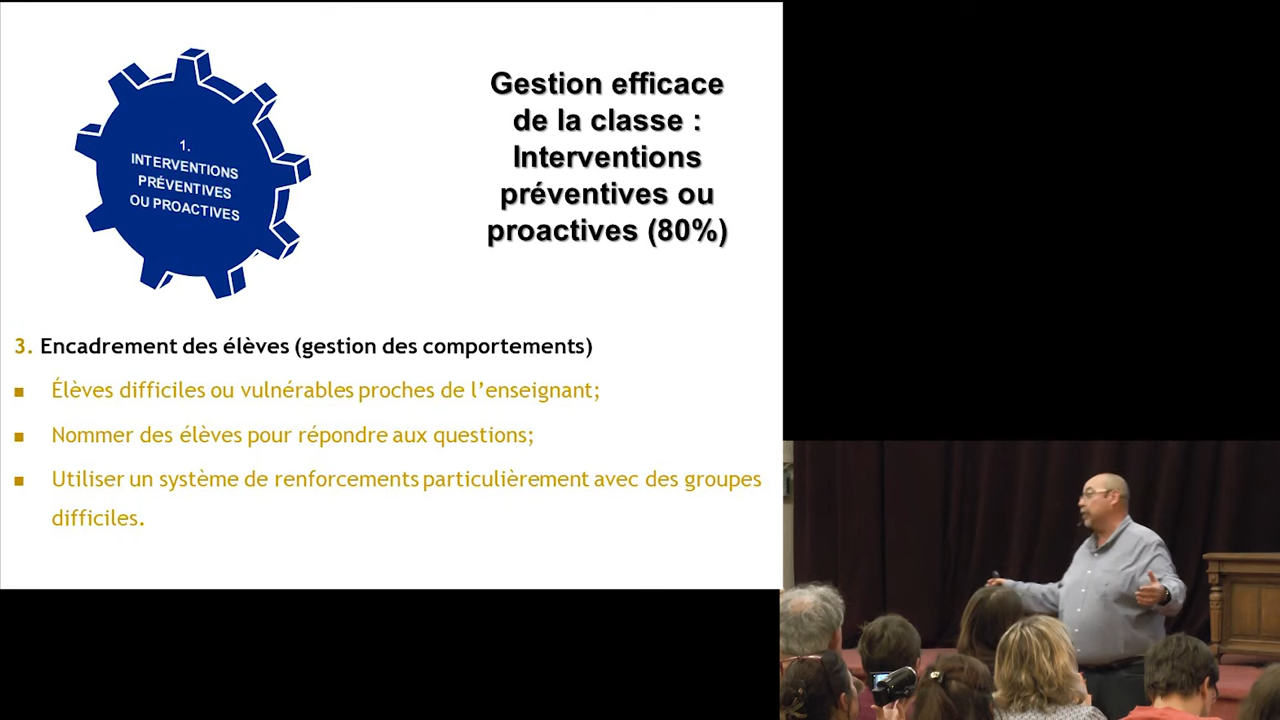 1.
INTERVENTIONS
PRÉVENTIVES
OU PROACTIVES
Gestion efficace
de la classe :
Interventions
préventives ou
proactives (80%)
3. Encadrement des élèves (gestion des comportements)
▪ Élèves difficiles ou vulnérables proches de l’enseignant;
▪ Nommer des élèves pour répondre aux questions;
▪ Utiliser un système de renforcements particulièrement avec des groupes
difficiles.